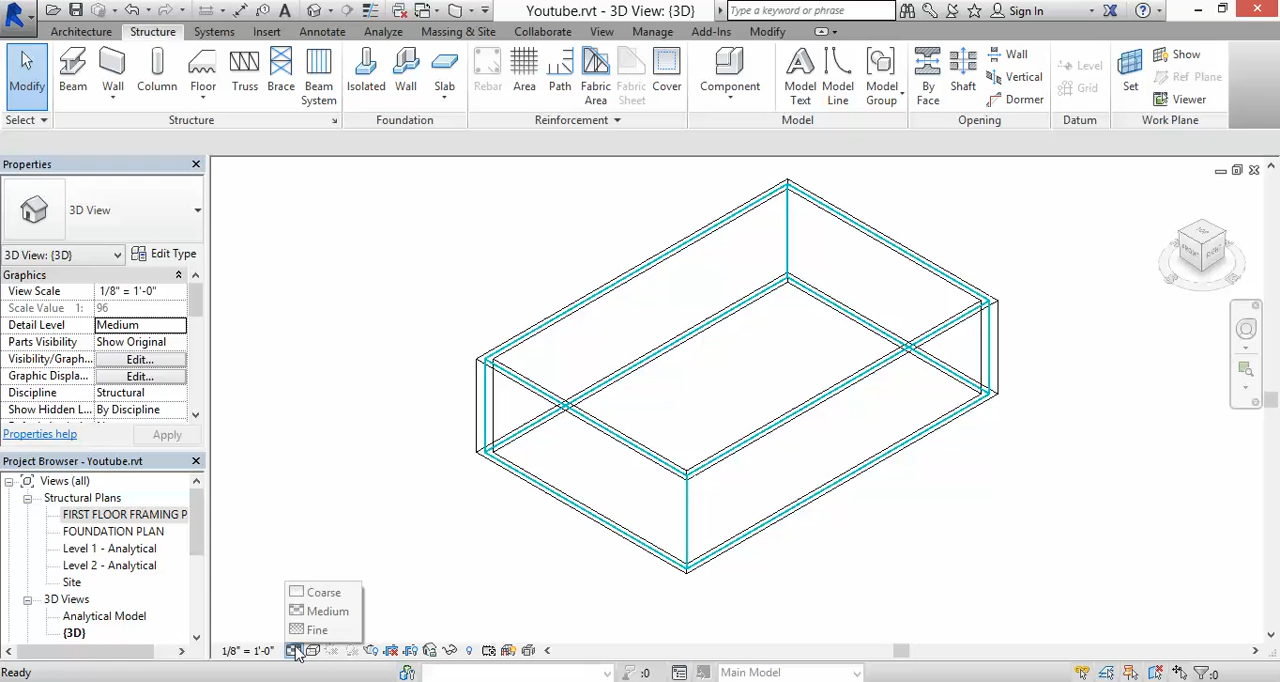 Youtube.rvt - 3D View: {3D}
Type a keyword or phrase
Sign In
Architecture Structure Systems Insert Annotate Analyze Massing & Site Collaborate View Manage Add-Ins Modify
Modify
Beam
Wall
Column
Floor
Truss
Brace
Beam System
Isolated
Wall
Slab
Rebar
Area
Path
Fabric Area
Fabric Sheet
Cover
Component
Model Text
Model Line
Model Group
By Face
Shaft
Wall
Vertical
Dormer
Level
Grid
Set
Show
Ref Plane
Viewer
Select
Structure
Foundation
Reinforcement
Model
Opening
Datum
Work Plane
Properties
3D View
3D View: {3D} Edit Type
Graphics
View Scale 1/8" = 1'-0"
Scale Value 1: 96
Detail Level Medium
Parts Visibility Show Original
Visibility/Graph... Edit...
Graphic Displa... Edit...
Discipline Structural
Show Hidden L... By Discipline
Properties help Apply
Project Browser - Youtube.rvt
Views (all)
Structural Plans
FIRST FLOOR FRAMING P
FOUNDATION PLAN
Level 1 - Analytical
Level 2 - Analytical
Site
3D Views
Analytical Model
{3D}
Coarse
Medium
Fine
1/8" = 1'-0"
Ready
:0
Main Model
:0